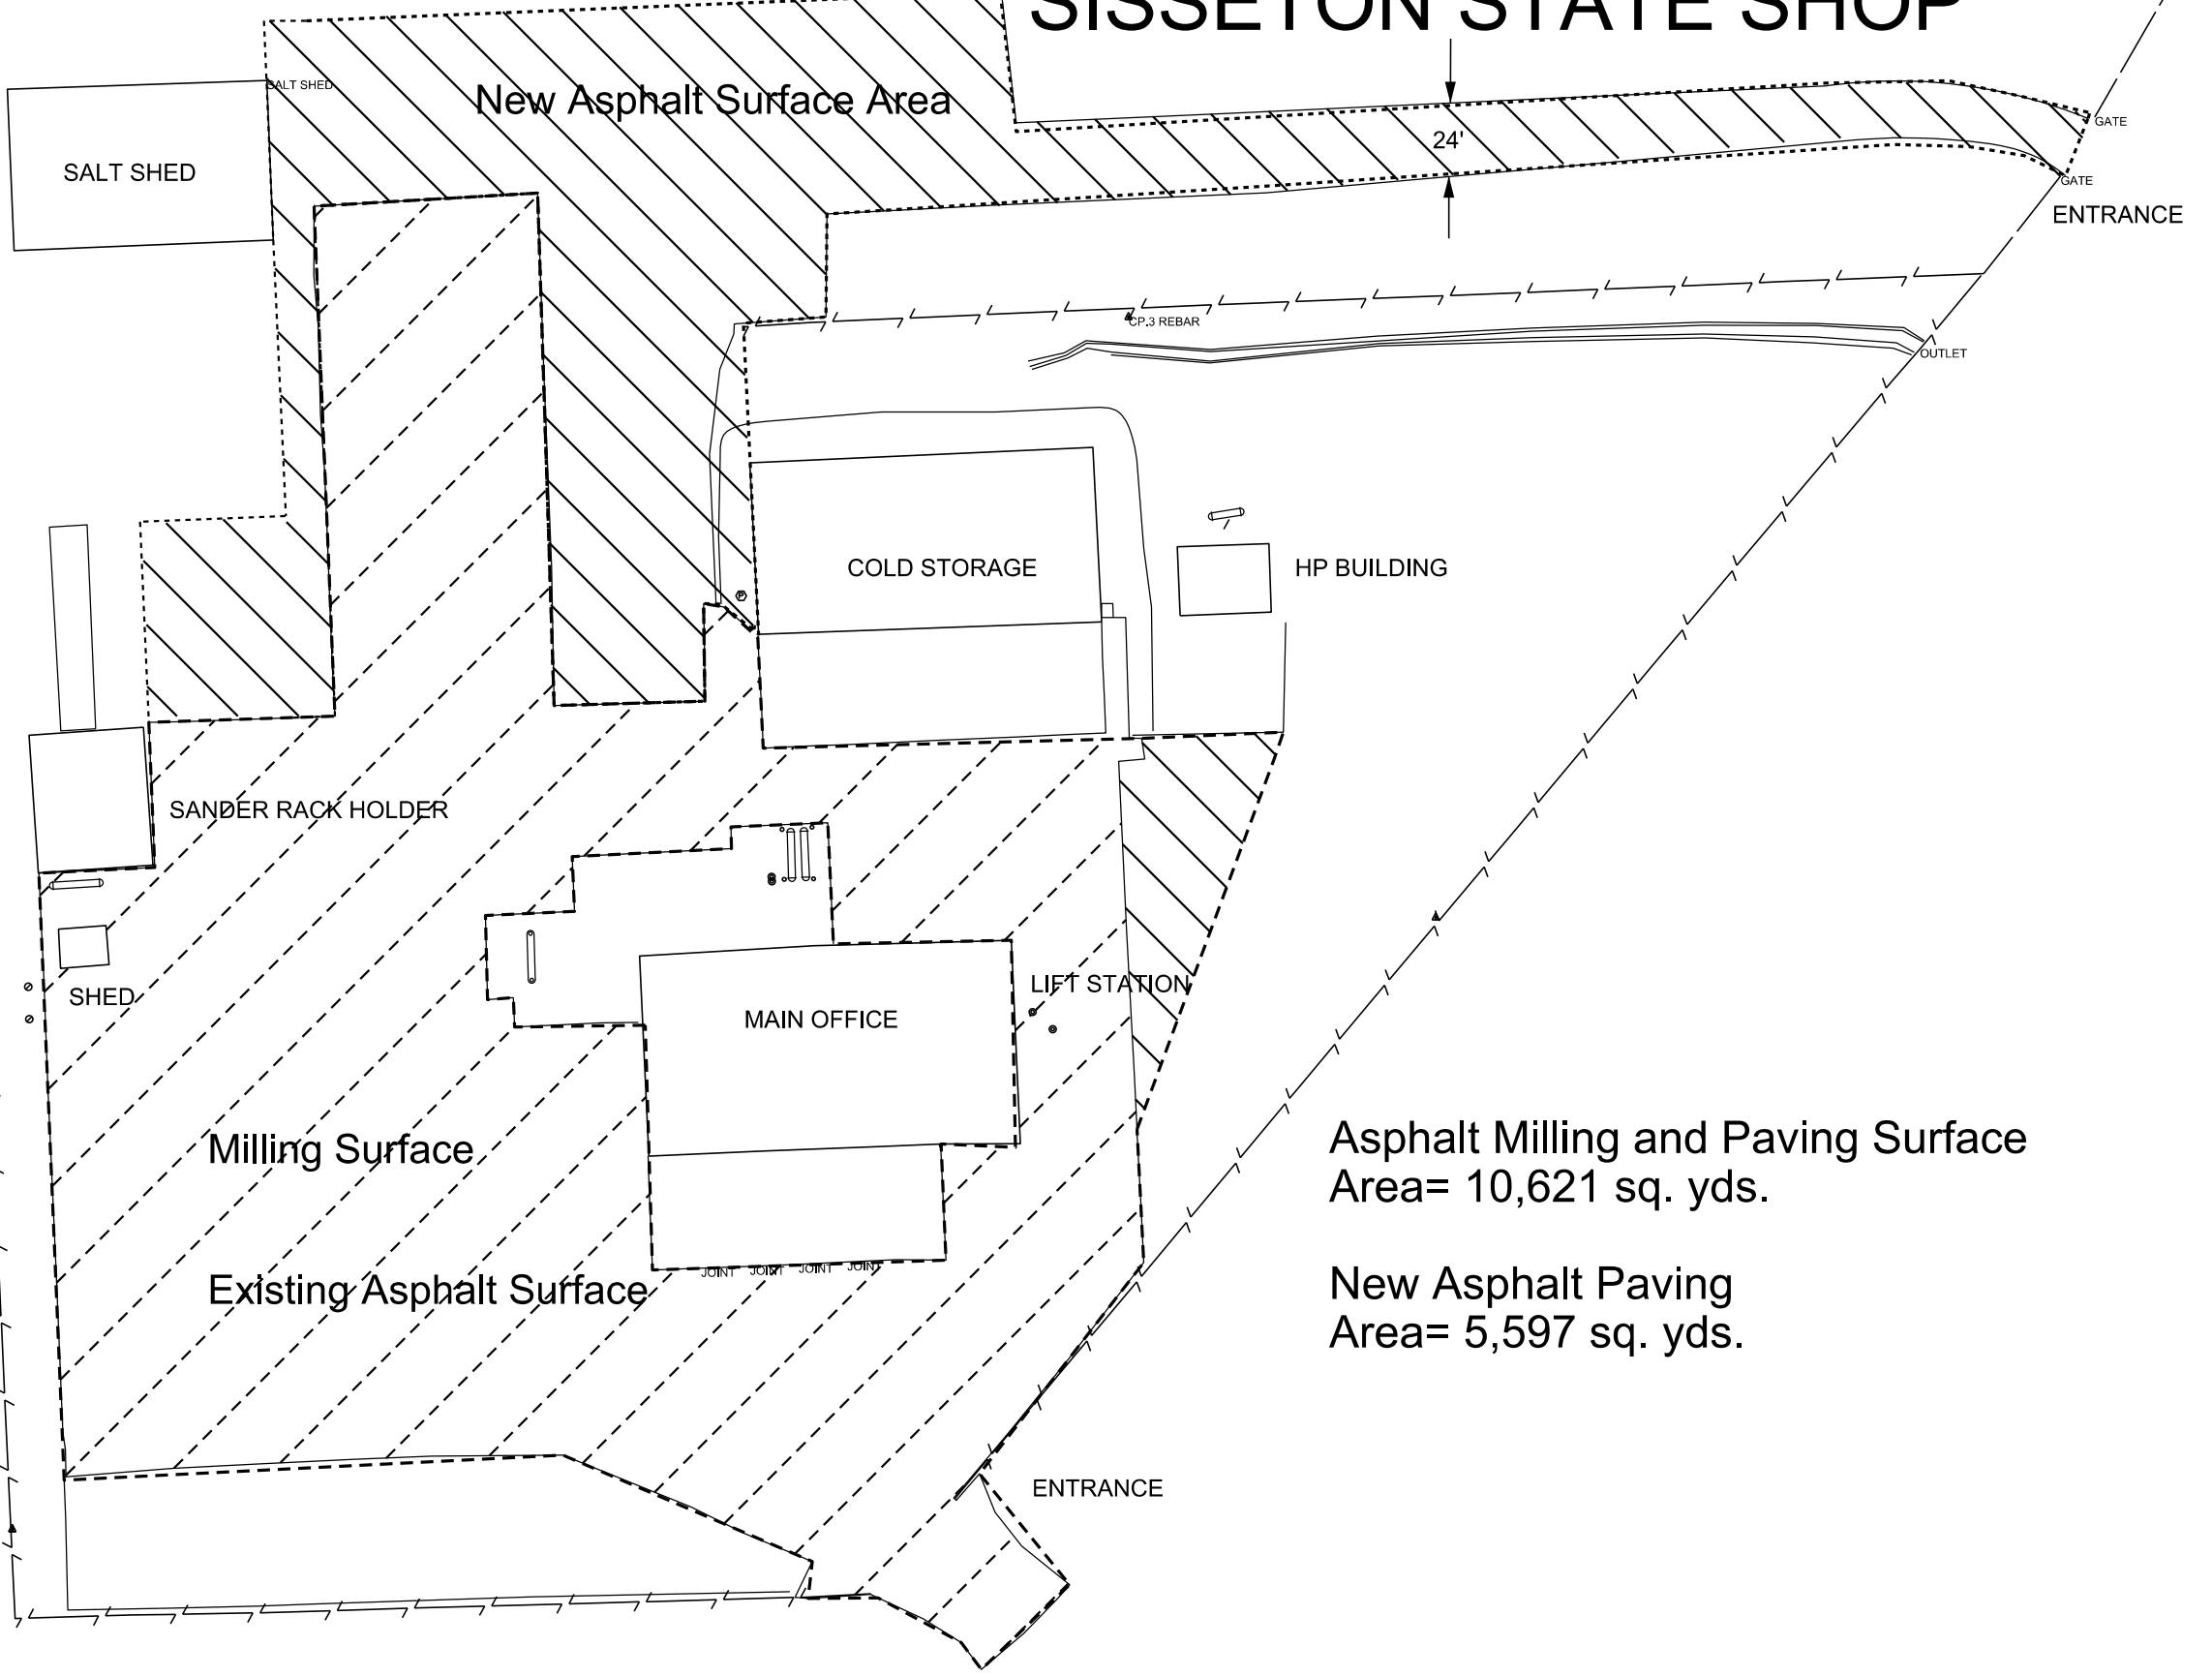 SISSETON STATE SHOP
SALT SHED
New Asphalt Surface Area
GATE
24'
SALT SHED
GATE
ENTRANCE
CP.3 REBAR
OUTLET
COLD STORAGE
HP BUILDING
SANDER RACK HOLDER
LIFT STATION
SHED
MAIN OFFICE
Milling Surface
Asphalt Milling and Paving Surface
Area= 10,621 sq. yds.
JOINT JOINT JOINT JOINT
Existing Asphalt Surface
New Asphalt Paving
Area= 5,597 sq. yds.
ENTRANCE